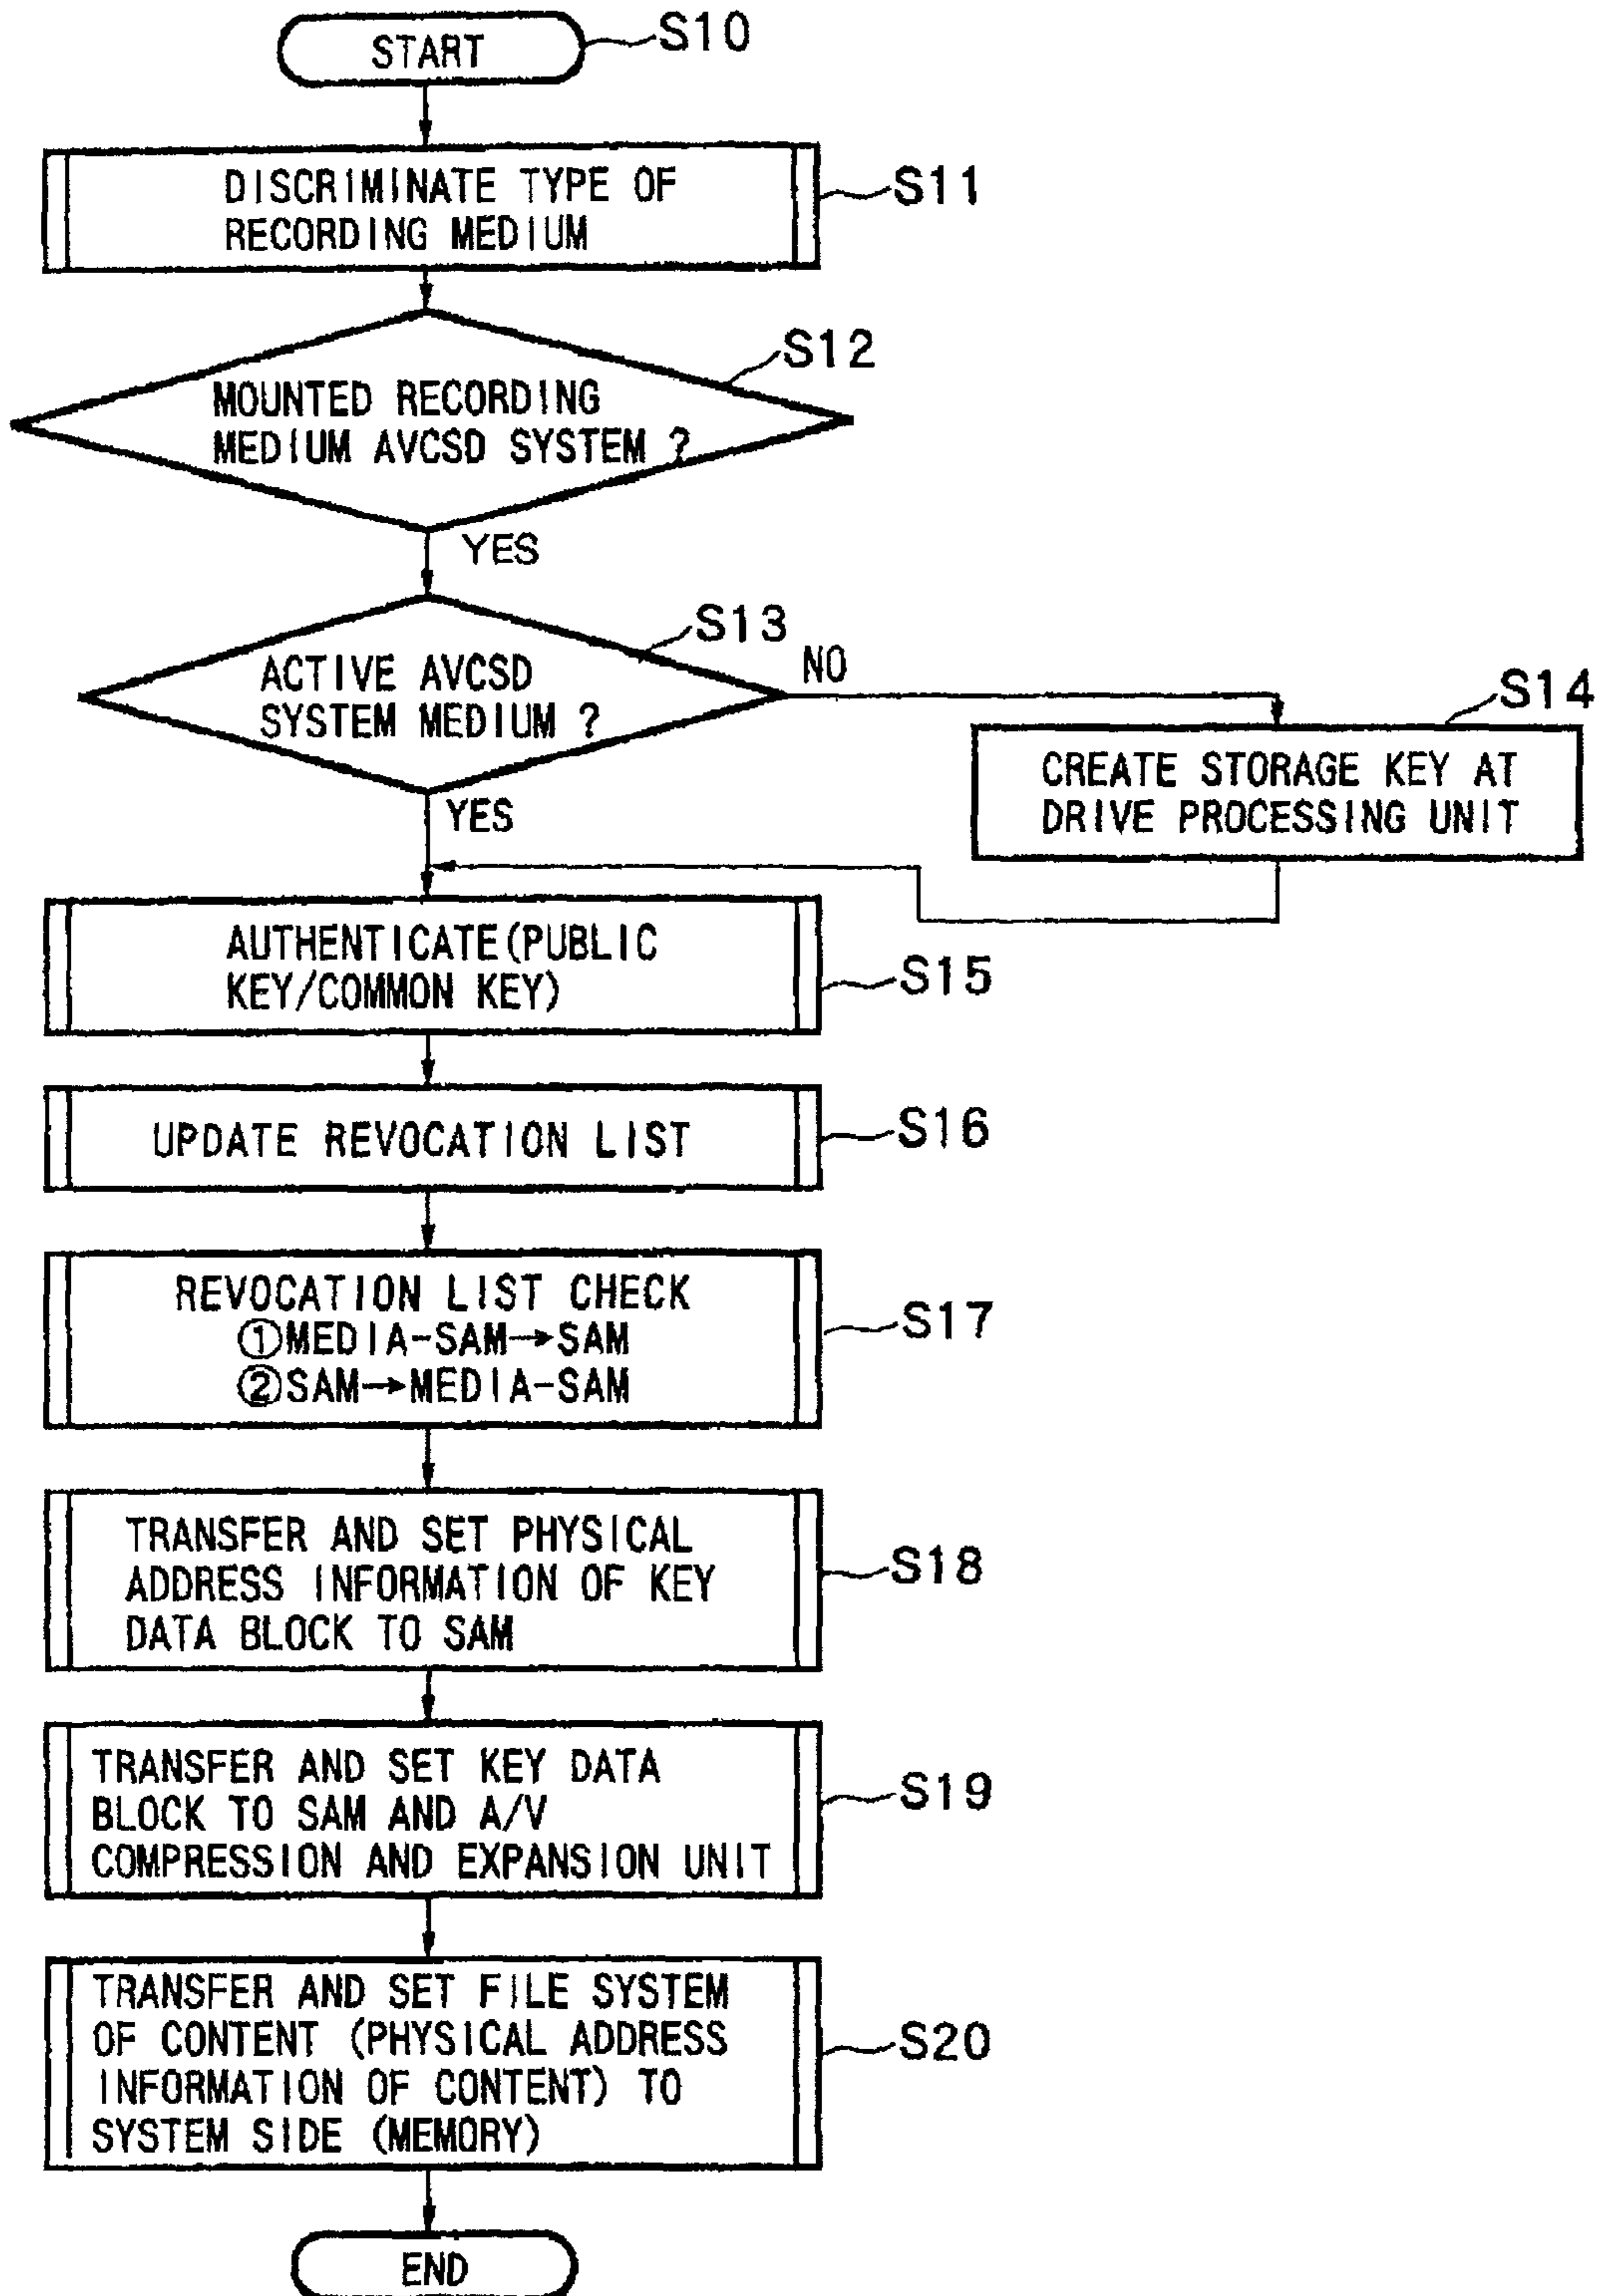 START
S10
DISCRIMINATE TYPE OF
RECORDING MEDIUM
S11
S12
MOUNTED RECORDING
MEDIUM AVCSD SYSTEM ?
YES
S13
ACTIVE AVCSD
SYSTEM MEDIUM ?
NO
S14
CREATE STORAGE KEY AT
DRIVE PROCESSING UNIT
YES
AUTHENTICATE(PUBLIC
KEY/COMMON KEY)
S15
UPDATE REVOCATION LIST
S16
REVOCATION LIST CHECK
①MEDIA-SAM→SAM
②SAM→MEDIA-SAM
S17
TRANSFER AND SET PHYSICAL
ADDRESS INFORMATION OF KEY
DATA BLOCK TO SAM
S18
TRANSFER AND SET KEY DATA
BLOCK TO SAM AND A/V
COMPRESSION AND EXPANSION UNIT
S19
TRANSFER AND SET FILE SYSTEM
OF CONTENT (PHYSICAL ADDRESS
INFORMATION OF CONTENT) TO
SYSTEM SIDE (MEMORY)
S20
END